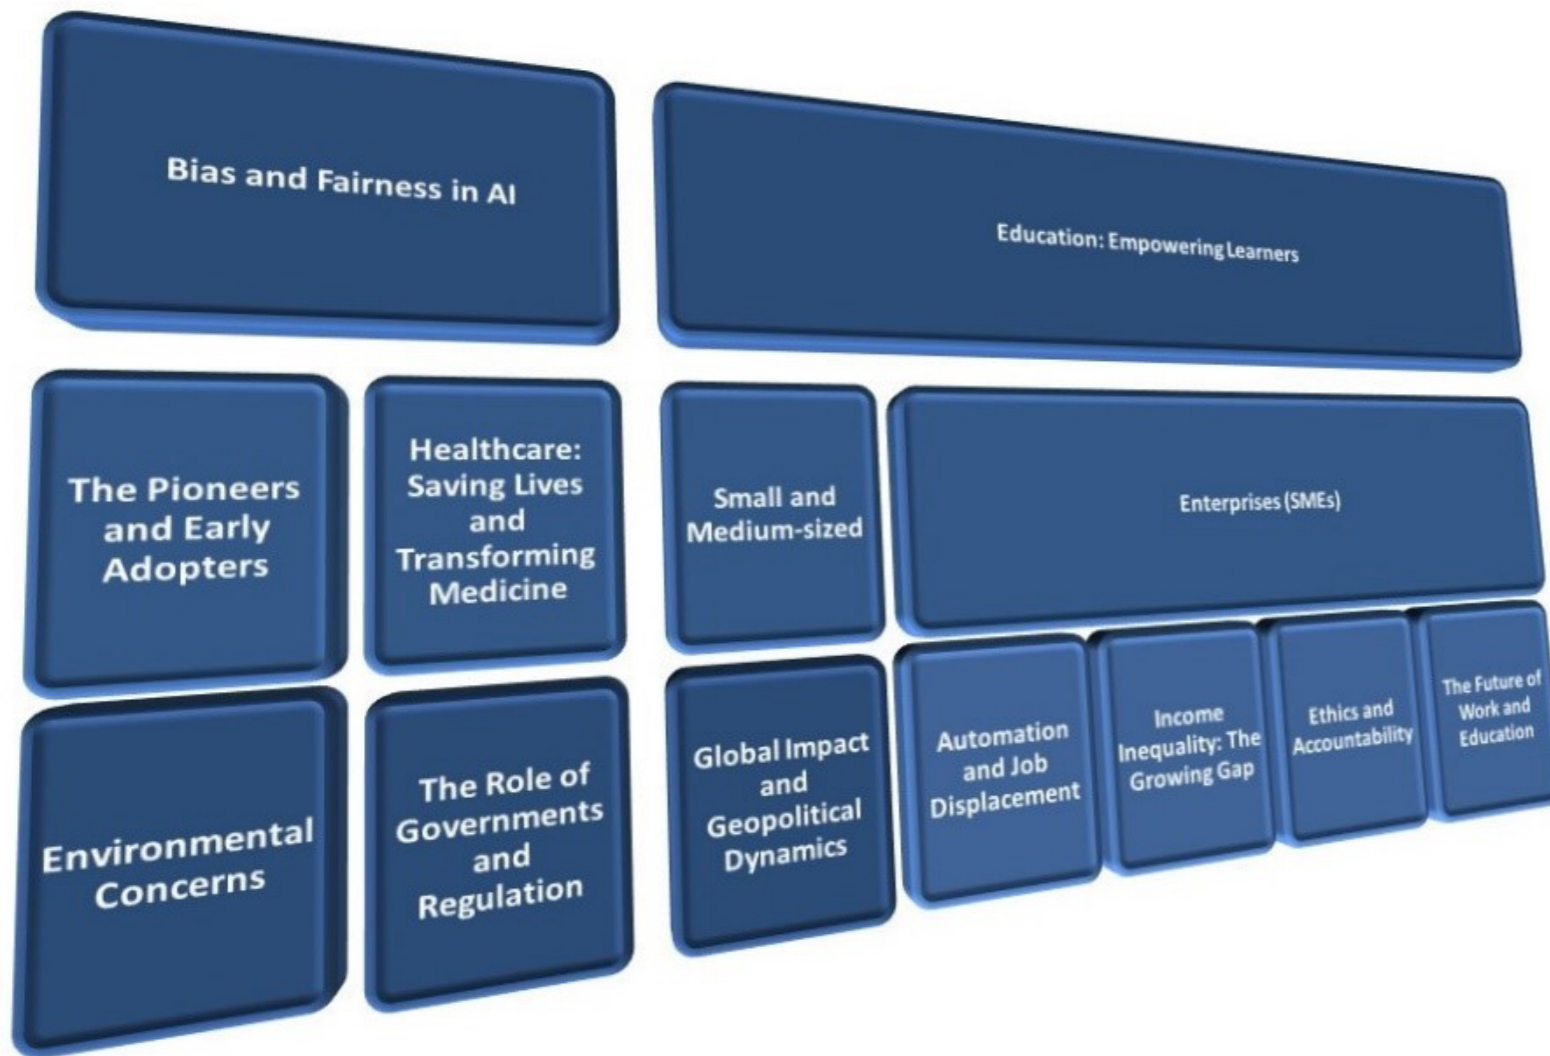 Bias and Fairness in AI
Education: Empowering Learners
The Pioneers
and Early
Adopters
Healthcare:
Saving Lives
and
Transforming
Medicine
Small and
Medium-sized
Enterprises (SMEs)
Environmental
Concerns
The Role of
Governments
and
Regulation
Global Impact
and
Geopolitical
Dynamics
Automation
and Job
Displacement
Income
Inequality: The
Growing Gap
Ethics and
Accountability
The Future of
Work and
Education